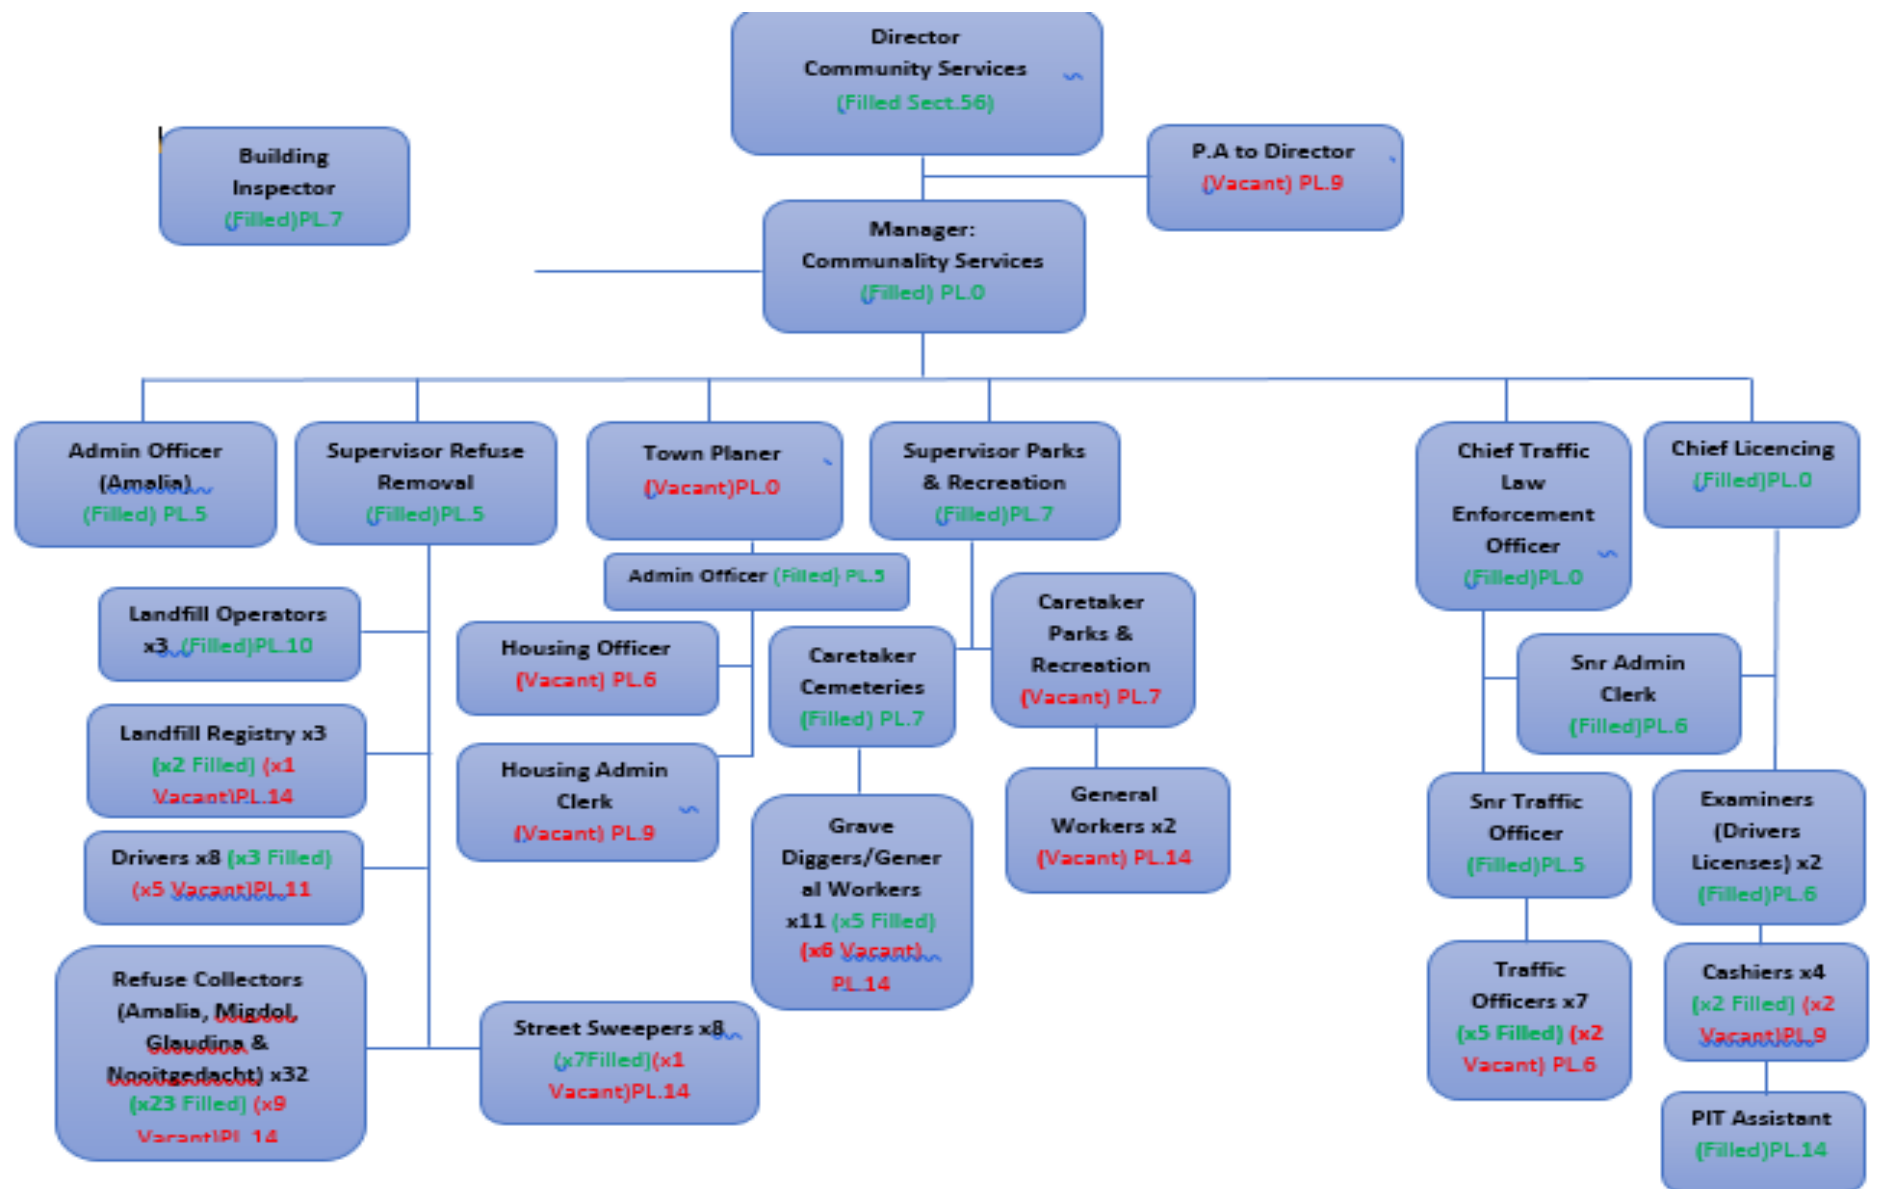 Director
Community Services
(Filled Sect.56)
Building
Inspector
(Filled)PL.7
P.A to Director
(Vacant) PL.9
Manager:
Communality Services
(Filled) PL.0
Admin Officer
(Amalia)
(Filled) PL.5
Supervisor Refuse
Removal
(Filled)PL.5
Town Planer
(Vacant)PL.0
Supervisor Parks
& Recreation
(Filled)PL.7
Chief Traffic
Law
Enforcement
Officer
(Filled)PL.0
Chief Licencing
(Filled)PL.0
Admin Officer (Filled) PL.5
Landfill Operators
x3 (Filled)PL.10
Housing Officer
(Vacant) PL.6
Caretaker
Cemeteries
(Filled) PL.7
Caretaker
Parks &
Recreation
(Vacant) PL.7
Snr Admin
Clerk
(Filled)PL.6
Landfill Registry x3
(x2 Filled) (x1
Vacant)PL.14
Housing Admin
Clerk
(Vacant) PL.9
General
Workers x2
(Vacant) PL.14
Snr Traffic
Officer
(Filled)PL.5
Examiners
(Drivers
Licenses) x2
(Filled)PL.6
Drivers x8 (x3 Filled)
(x5 Vacant)PL.11
Grave
Diggers/Gener
al Workers
x11 (x5 Filled)
(x6 Vacant)
PL.14
Refuse Collectors
(Amalia, Migdol,
Glaudina &
Nooitgedacht) x32
(x23 Filled) (x9
Vacant)PL.14
Street Sweepers x8
(x7Filled)(x1
Vacant)PL.14
Traffic
Officers x7
(x5 Filled) (x2
Vacant) PL.6
Cashiers x4
(x2 Filled) (x2
Vacant)PL.9
PIT Assistant
(Filled)PL.14